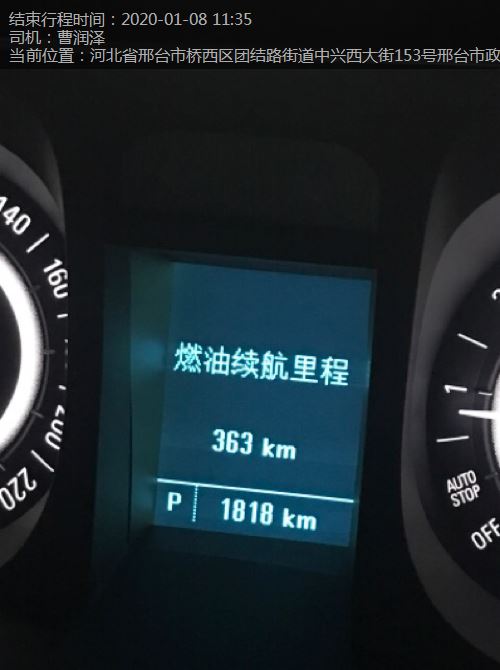 结束行程时间：2020-01-08 11:35
司机：曹润泽
当前位置：河北省邢台市桥西区团结路街道中兴西大街153号邢台市政
140
160
200
220
燃油续航里程
363 km
P 1818 km
1
AUTO
STOP
OFF